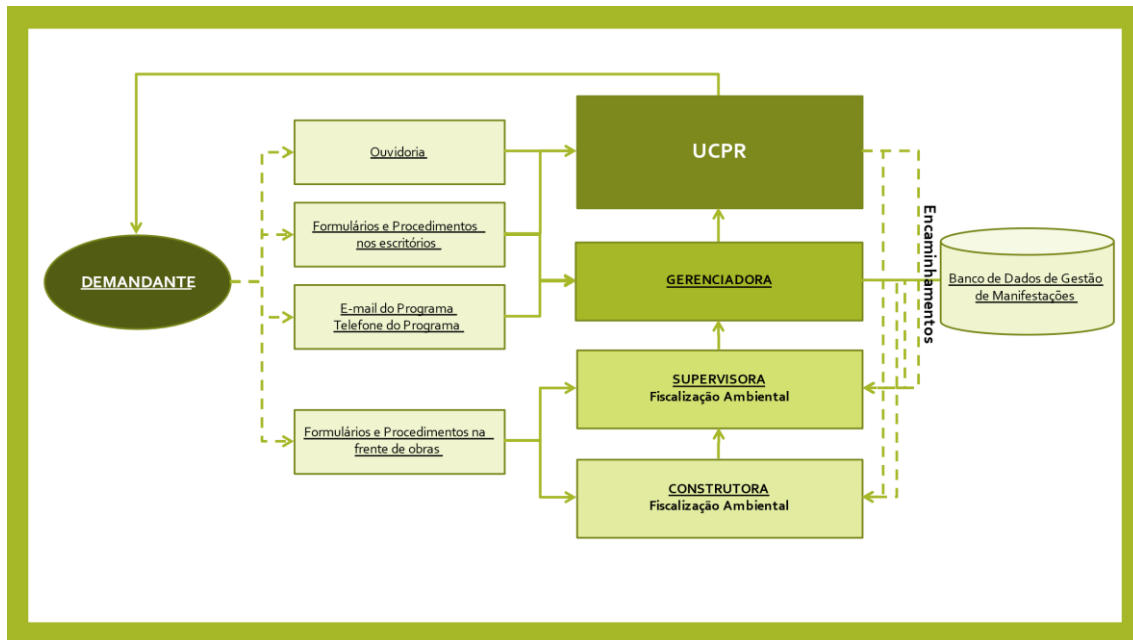 UCPR
Ouvidoria
Formulários e Procedimentos
nos escritórios
DEMANDANTE
E-mail do Programa
Telefone do Programa
Formulários e Procedimentos na
frente de obras
GERENCIADORA
SUPERVISORA
Fiscalização Ambiental
CONSTRUTORA
Fiscalização Ambiental
Encaminhamentos
Banco de Dados de Gestão
de Manifestações